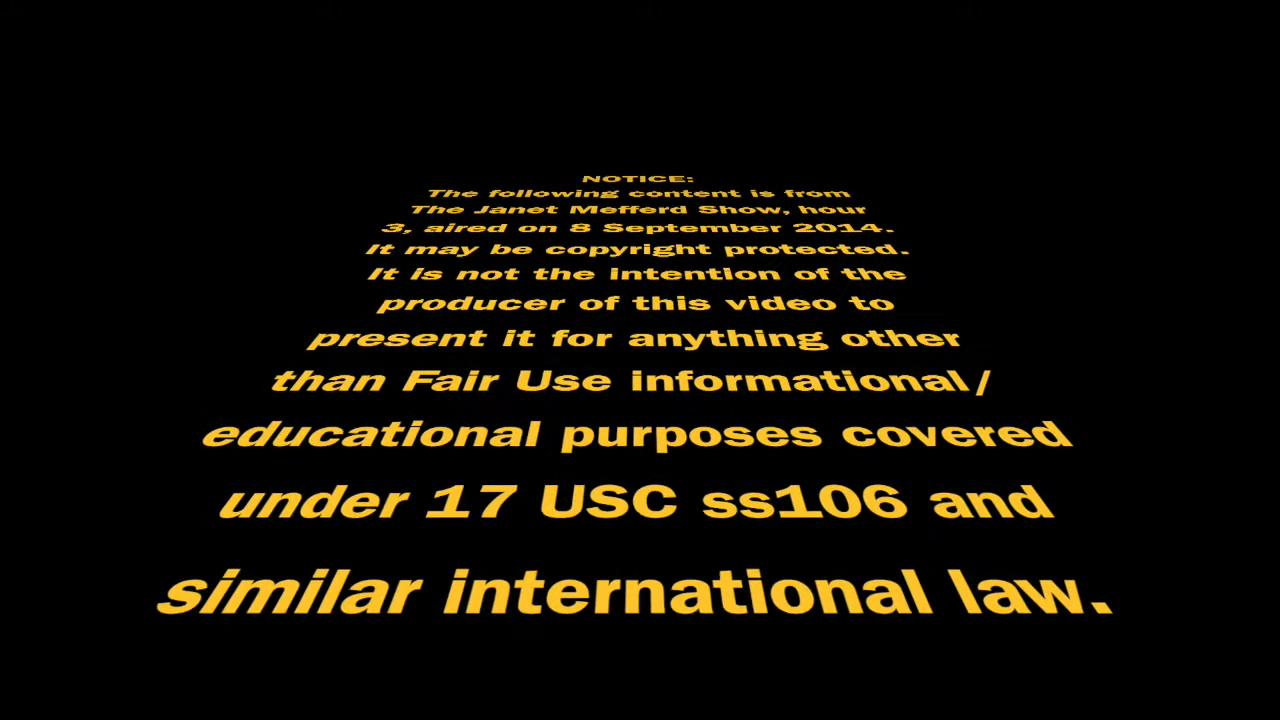 NOTICE:
The following content is from
The Janet Mefferd Show, hour
3, aired on 8 September 2014.
It may be copyright protected.
It is not the intention of the
producer of this video to
present it for anything other
than Fair Use informational/
educational purposes covered
under 17 USC ss106 and
similar international law.